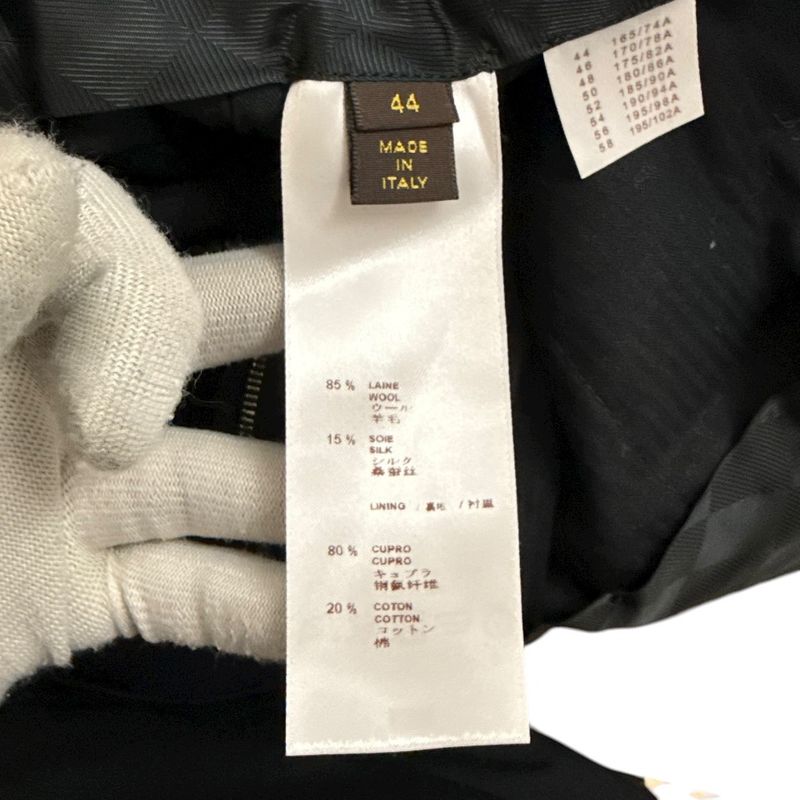 44
MADE
IN
ITALY
44 165/74A
46 170/78A
48 175/82A
50 180/86A
52 185/90A
54 190/94A
56 195/98A
58 195/102A
85 % LAINE
WOOL
ウール
羊毛
15 % SOIE
SILK
シルク
桑蚕丝
LINING / 裏地 / 衬里
80 % CUPRO
CUPRO
キュプラ
铜氨纤维
20 % COTON
COTTON
コットン
棉